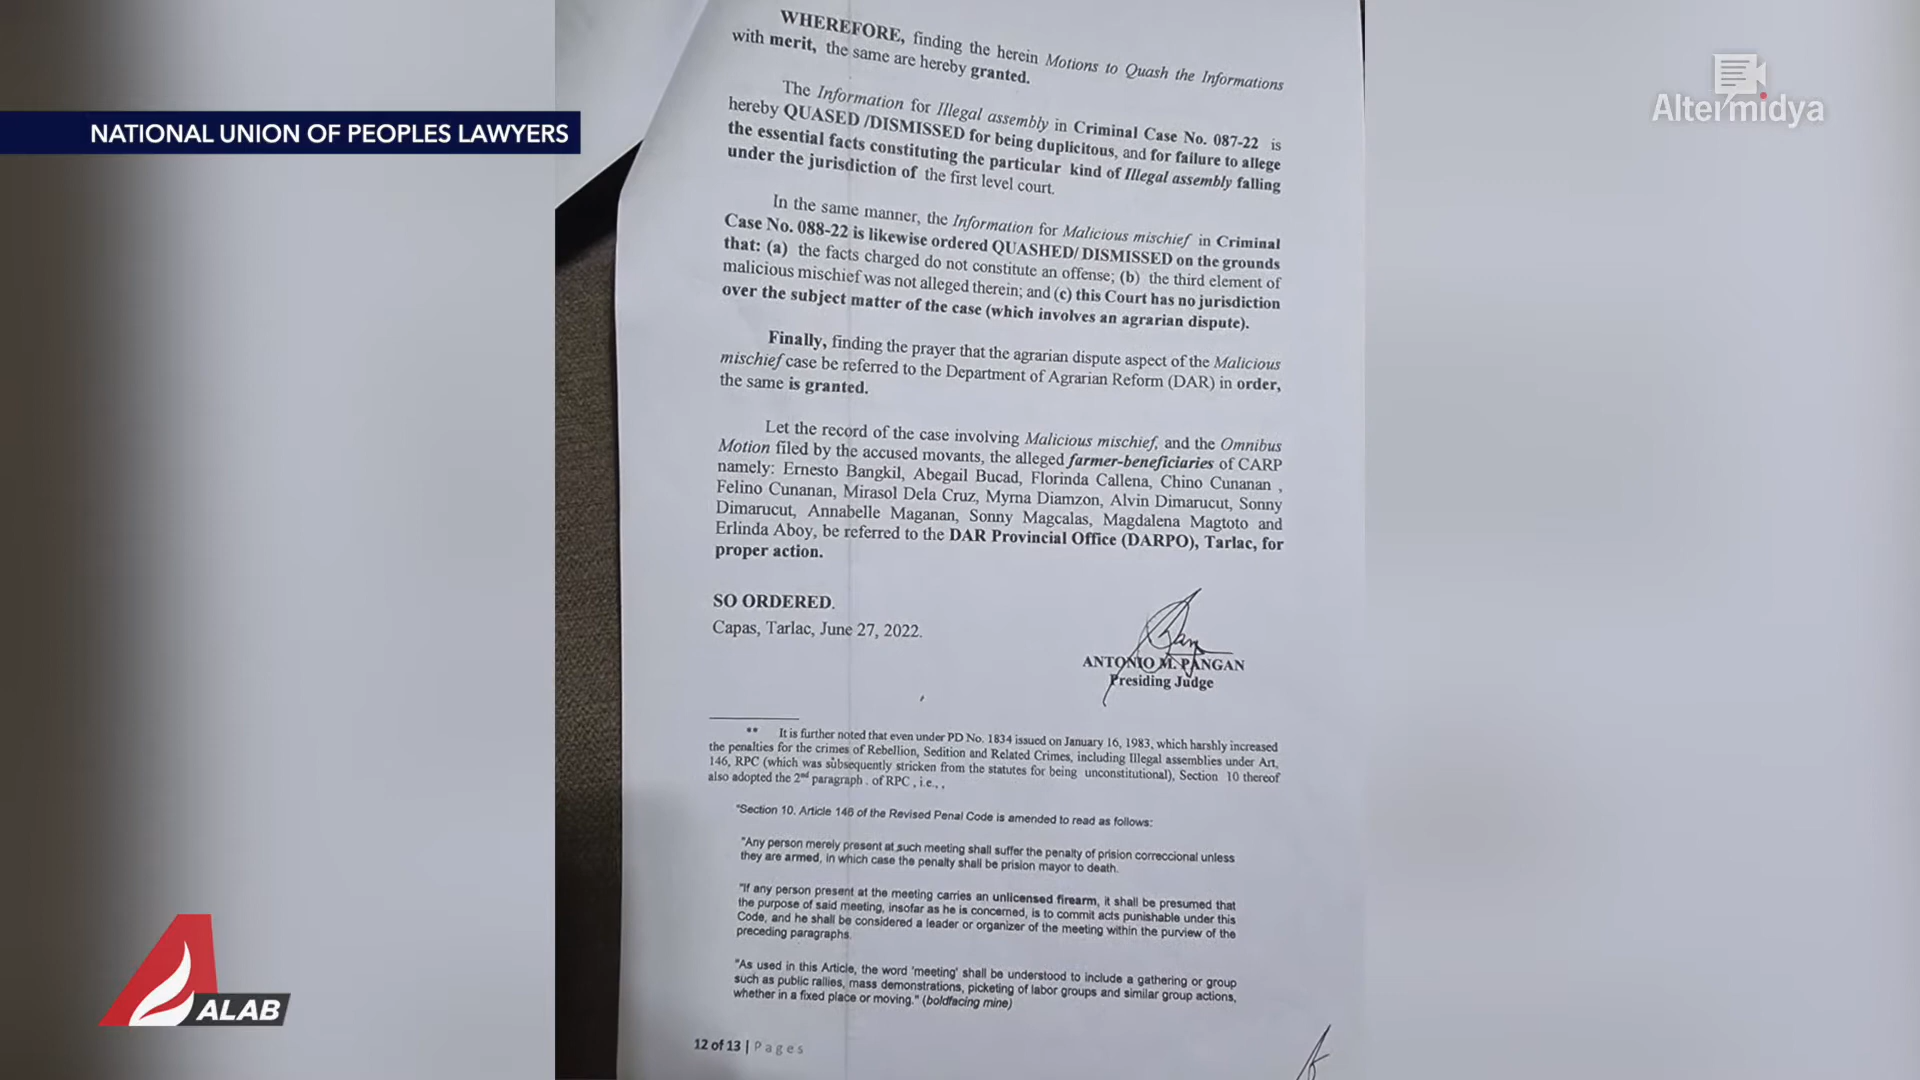 NATIONAL UNION OF PEOPLES LAWYERS
Altermidya
WHEREFORE, finding the herein Motions to Quash the Informations
with merit, the same are hereby granted.
The Information for Illegal assembly in Criminal Case No. 087-22 is
hereby QUASED /DISMISSED for being duplicitous, and for failure to allege
the essential facts constituting the particular kind of Illegal assembly falling
under the jurisdiction of the first level court.
In the same manner, the Information for Malicious mischief in Criminal
Case No. 088-22 is likewise ordered QUASHED/ DISMISSED on the grounds
that: (a) the facts charged do not constitute an offense; (b) the third element of
malicious mischief was not alleged therein; and (c) this Court has no jurisdiction
over the subject matter of the case (which involves an agrarian dispute).
Finally, finding the prayer that the agrarian dispute aspect of the Malicious
mischief case be referred to the Department of Agrarian Reform (DAR) in order,
the same is granted.
Let the record of the case involving Malicious mischief, and the Omnibus
Motion filed by the accused movants, the alleged farmer-beneficiaries of CARP
namely: Ernesto Bangkil, Abegail Bucad, Florinda Callena, Chino Cunanan ,
Felino Cunanan, Mirasol Dela Cruz, Myrna Diamzon, Alvin Dimarucut, Sonny
Dimarucut, Annabelle Maganan, Sonny Magcalas, Magdalena Magtoto and
Erlinda Aboy, be referred to the DAR Provincial Office (DARPO), Tarlac, for
proper action.
SO ORDERED.
Capas, Tarlac, June 27, 2022.
ANTONIO M. PANGAN
Presiding Judge
** It is further noted that even under PD No. 1834 issued on January 16, 1983, which harshly increased
the penalties for the crimes of Rebellion, Sedition and Related Crimes, including Illegal assemblies under Art,
146, RPC (which was subsequently stricken from the statutes for being unconstitutional), Section 10 thereof
also adopted the 2nd paragraph . of RPC , i.e., ,
"Section 10. Article 146 of the Revised Penal Code is amended to read as follows:
"Any person merely present at such meeting shall suffer the penalty of prision correccional unless
they are armed, in which case the penalty shall be prision mayor to death.
"If any person present at the meeting carries an unlicensed firearm, it shall be presumed that
the purpose of said meeting, insofar as he is concerned, is to commit acts punishable under this
Code, and he shall be considered a leader or organizer of the meeting within the purview of the
preceding paragraphs.
"As used in this Article, the word 'meeting' shall be understood to include a gathering or group
such as public rallies, mass demonstrations, picketing of labor groups and similar group actions,
whether in a fixed place or moving." (boldfacing mine)
12 of 13 | Pages
ALAB